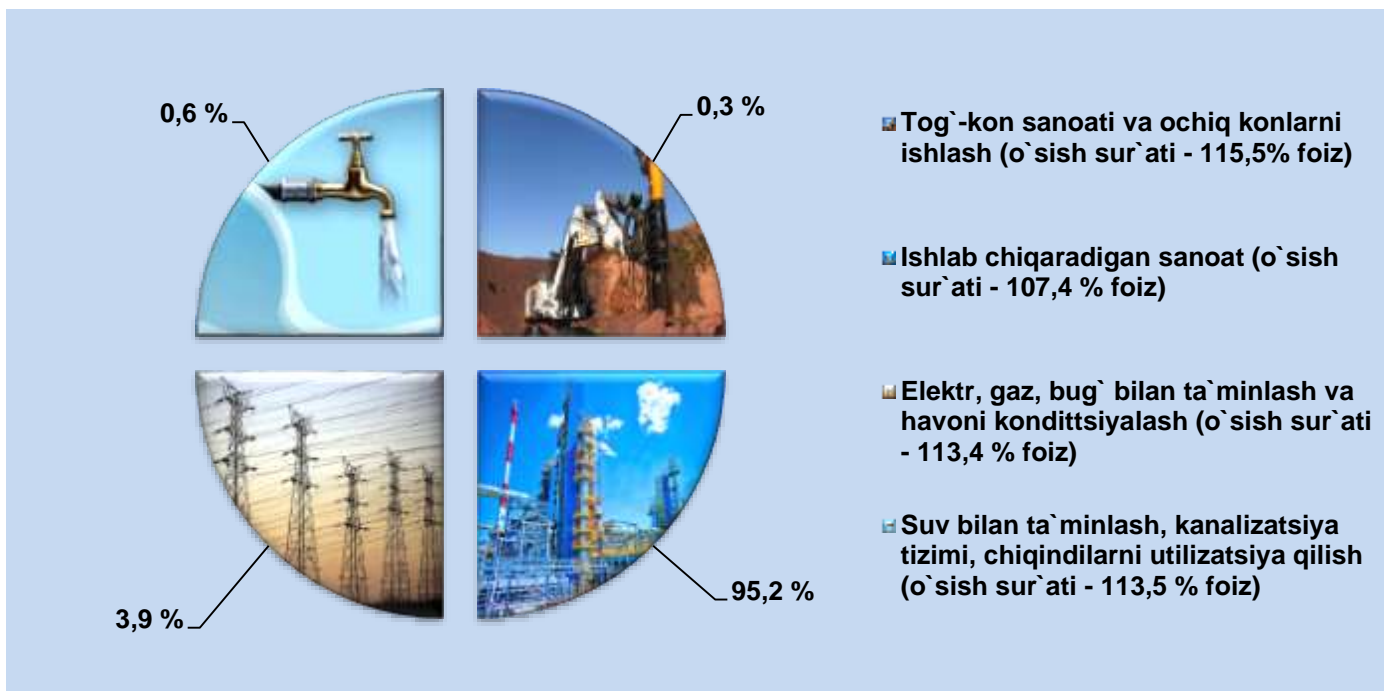 0,6 %
0,3 %
Tog`-kon sanoati va ochiq konlarni
ishlash (o`sish sur`ati - 115,5% foiz)
Ishlab chiqaradigan sanoat (o`sish
sur`ati - 107,4 % foiz)
Elektr, gaz, bug` bilan ta`minlash va
havoni kondittsiyalash (o`sish sur`ati
- 113,4 % foiz)
Suv bilan ta`minlash, kanalizatsiya
tizimi, chiqindilarni utilizatsiya qilish
(o`sish sur`ati - 113,5 % foiz)
3,9 %
95,2 %